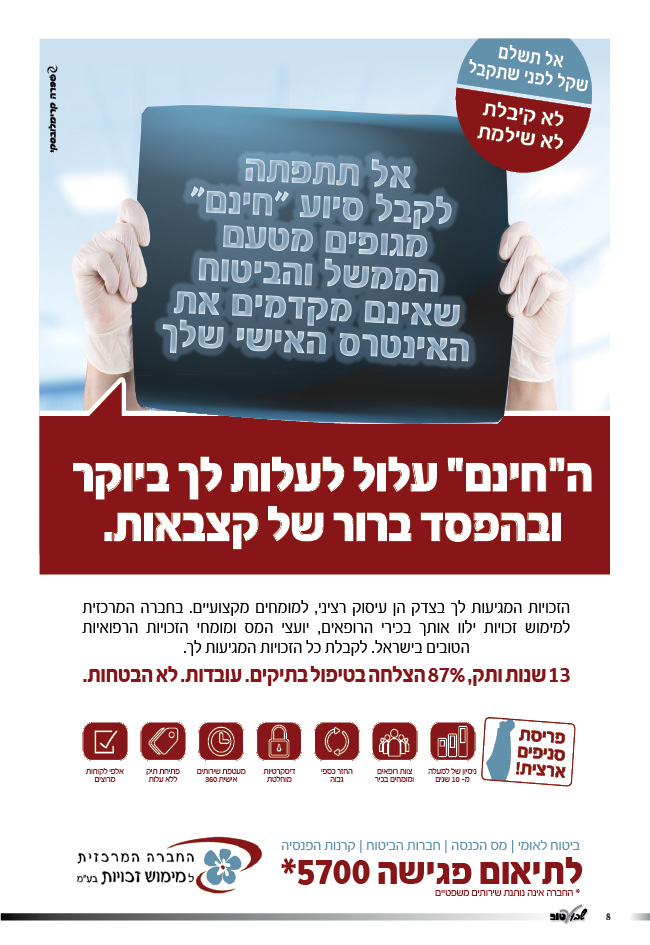 אל תשלם
שקל לפני שתקבל
לא קיבלת
לא שילמת
אל תתפתה
לקבל סיוע "חינם"
מגופים מטעם
הממשל והביטוח
שאינם מקדמים את
האינטרס האישי שלך
ה"חינם" עלול לעלות לך ביוקר
ובהפסד ברור של קצבאות.
הזכויות המגיעות לך בצדק הן עיסוק רציני, למומחים מקצועיים. בחברה המרכזית
למימוש זכויות ילוו אותך בכירי הרופאים, יועצי המס ומומחי הזכויות הרפואיות
הטובים בישראל. לקבלת כל הזכויות המגיעות לך.
13 שנות ותק, 87% הצלחה בטיפול בתיקים. עובדות. לא הבטחות.
פריסת
סניפים
ארצית!
ניסיון של למעלה
מ- 10 שנים
צוות רופאים
ומומחים בכיר
החזר כספי
גבוה
דיסקרטיות
מוחלטת
מעטפת שירותים
אישית 360
פתיחת תיק
ללא עלות
אלפי לקוחות
מרוצים
ביטוח לאומי | מס הכנסה | חברות הביטוח | קרנות הפנסיה
לתיאום פגישה 5700*
* החברה אינה נותנת שירותים משפטיים
החברה המרכזית
למימוש זכויות בע"מ
8